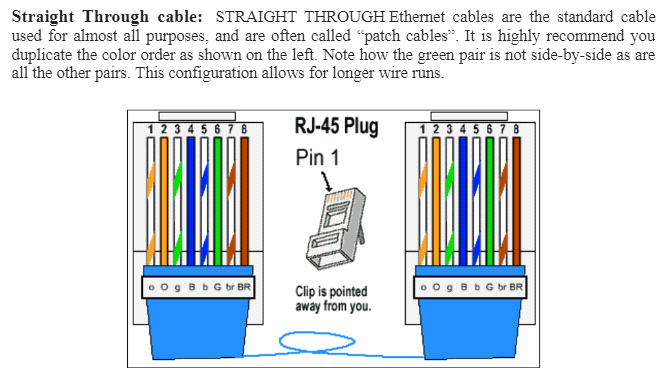 Straight Through cable: STRAIGHT THROUGH Ethernet cables are the standard cable
used for almost all purposes, and are often called “patch cables”. It is highly recommend you
duplicate the color order as shown on the left. Note how the green pair is not side-by-side as are
all the other pairs. This configuration allows for longer wire runs.
1 2 3 4 5 6 7 8
RJ-45 Plug
Pin 1
1 2 3 4 5 6 7 8
o O g B b G br BR
Clip is pointed
away from you.
o O g B b G br BR